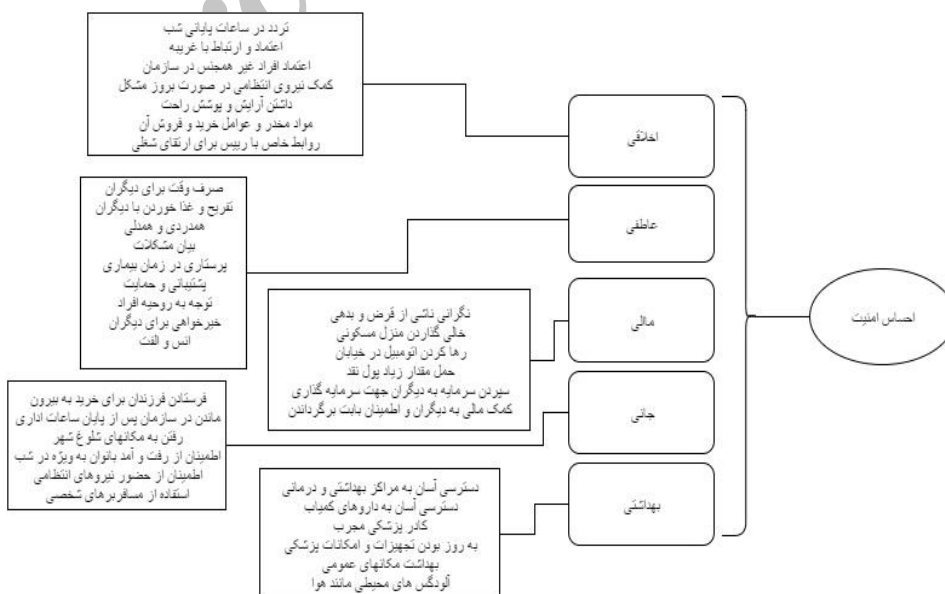 احساس امنیت
اخلاقی
تردد در ساعات پایانی شب
اعتماد و ارتباط با غریبه
اعتماد افراد غیر همجنس در سازمان
کمک نیروی انتظامی در صورت بروز مشکل
داشتن آرایش و پوشش راحت
مواد مخدر و عوامل خرید و فروش آن
روابط خاص با رییس برای ارتقای شغلی
عاطفی
صرف وقت برای دیگران
تفریح و غذا خوردن با دیگران
همدردی و همدلی
بیان مشکلات
پرستاری در زمان بیماری
پشتیبانی و حمایت
توجه به روحیه افراد
خیرخواهی برای دیگران
انس و الفت
مالی
نگرانی ناشی از قرض و بدهی
خالی گذاردن منزل مسکونی
رها کردن اتومبیل در خیابان
حمل مقدار زیاد پول نقد
سپردن سرمایه به دیگران جهت سرمایه گذاری
کمک مالی به دیگران و اطمینان بابت برگرداندن
جانی
فرستادن فرزندان برای خرید به بیرون
ماندن در سازمان پس از پایان ساعات اداری
رفتن به مکانهای شلوغ شهر
اطمینان از رفت و آمد بانوان به ویژه در شب
اطمینان از حضور نیروهای انتظامی
استفاده از مسافربرهای شخصی
بهداشتی
دسترسی آسان به مراکز بهداشتی و درمانی
دسترسی آسان به داروهای کمیاب
کادر پزشکی مجرب
به روز بودن تجهیزات و امکانات پزشکی
بهداشت مکانهای عمومی
آلودگس های محیطی مانند هوا